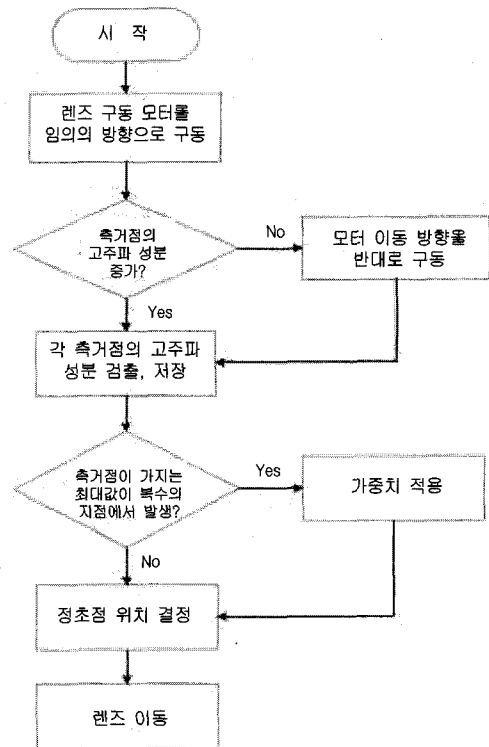 시 작
렌즈 구동 모터를
임의의 방향으로 구동
측거점의
고주파 성분
증가?
No
모터 이동 방향을
반대로 구동
Yes
각 측거점의 고주파
성분 검출, 저장
측거점이 가지는
최대값이 복수의
지점에서 발생?
Yes
가중치 적용
No
정초점 위치 결정
렌즈 이동